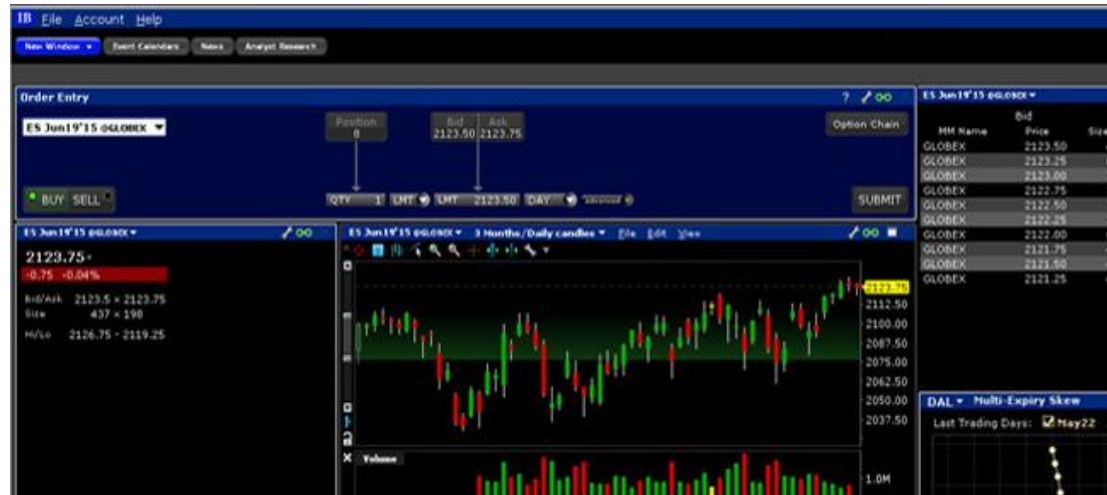 IB File Account Help
New Window Event Calendars News Analyst Research
Order Entry ?
ES Jun19'15 @GLOBEX
Position
0
Bid Ask
2123.50 2123.75
Option Chain
BUY SELL
QTY 1 LMT LMT 2123.50 DAY SUBMIT
ES Jun19'15 @GLOBEX
2123.75
-0.75 -0.04%
Bid/Ask 2123.5 × 2123.75
Size 437 × 198
Hi/Lo 2126.75 - 2119.25
ES Jun19'15 @GLOBEX 3 Months/Daily candles File Edit View
2123.75
2112.50
2100.00
2087.50
2075.00
2062.50
2050.00
2037.50
Volume
1.0M
ES Jun19'15 @GLOBEX
Bid
MM Name Price Size
GLOBEX 2123.50
GLOBEX 2123.25
GLOBEX 2123.00
GLOBEX 2122.75
GLOBEX 2122.50
GLOBEX 2122.25
GLOBEX 2122.00
GLOBEX 2121.75
GLOBEX 2121.50
GLOBEX 2121.25
DAL Multi-Expiry Skew
Last Trading Days: May22